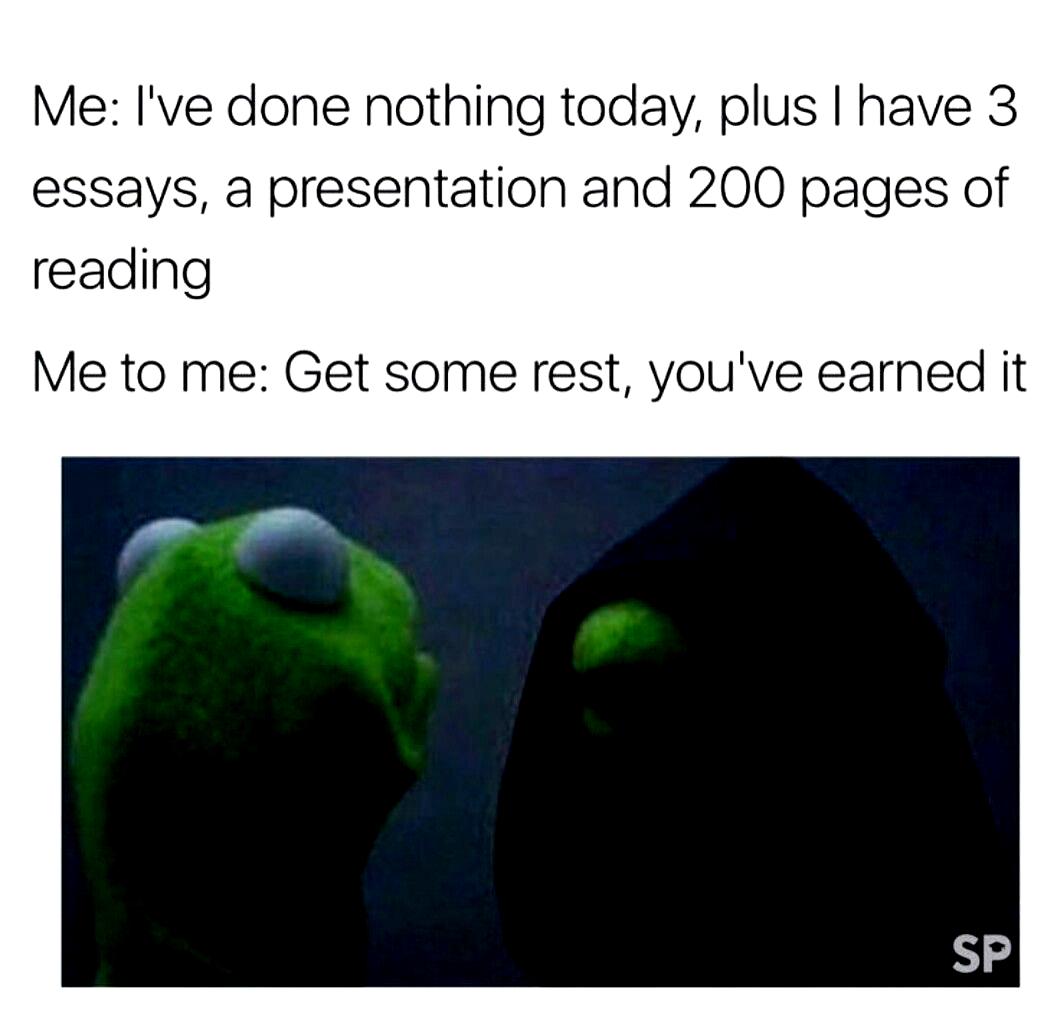 Me: I've done nothing today, plus I have 3
essays, a presentation and 200 pages of
reading
Me to me: Get some rest, you've earned it
SP